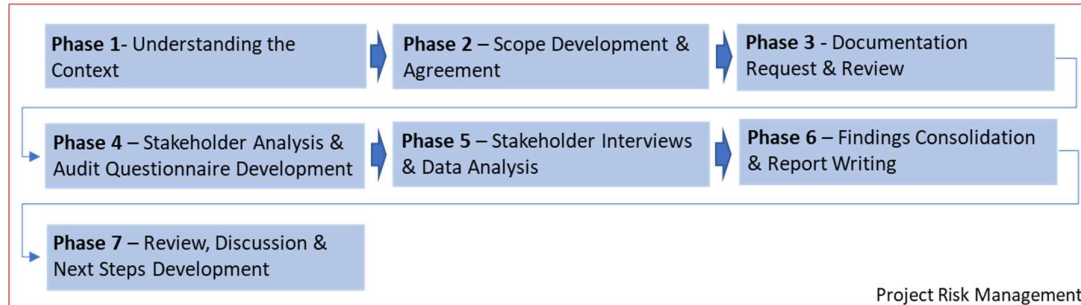 Phase 1- Understanding the
Context
Phase 2 – Scope Development &
Agreement
Phase 3 - Documentation
Request & Review
Phase 4 – Stakeholder Analysis &
Audit Questionnaire Development
Phase 5 – Stakeholder Interviews
& Data Analysis
Phase 6 – Findings Consolidation
& Report Writing
Phase 7 – Review, Discussion &
Next Steps Development
Project Risk Management